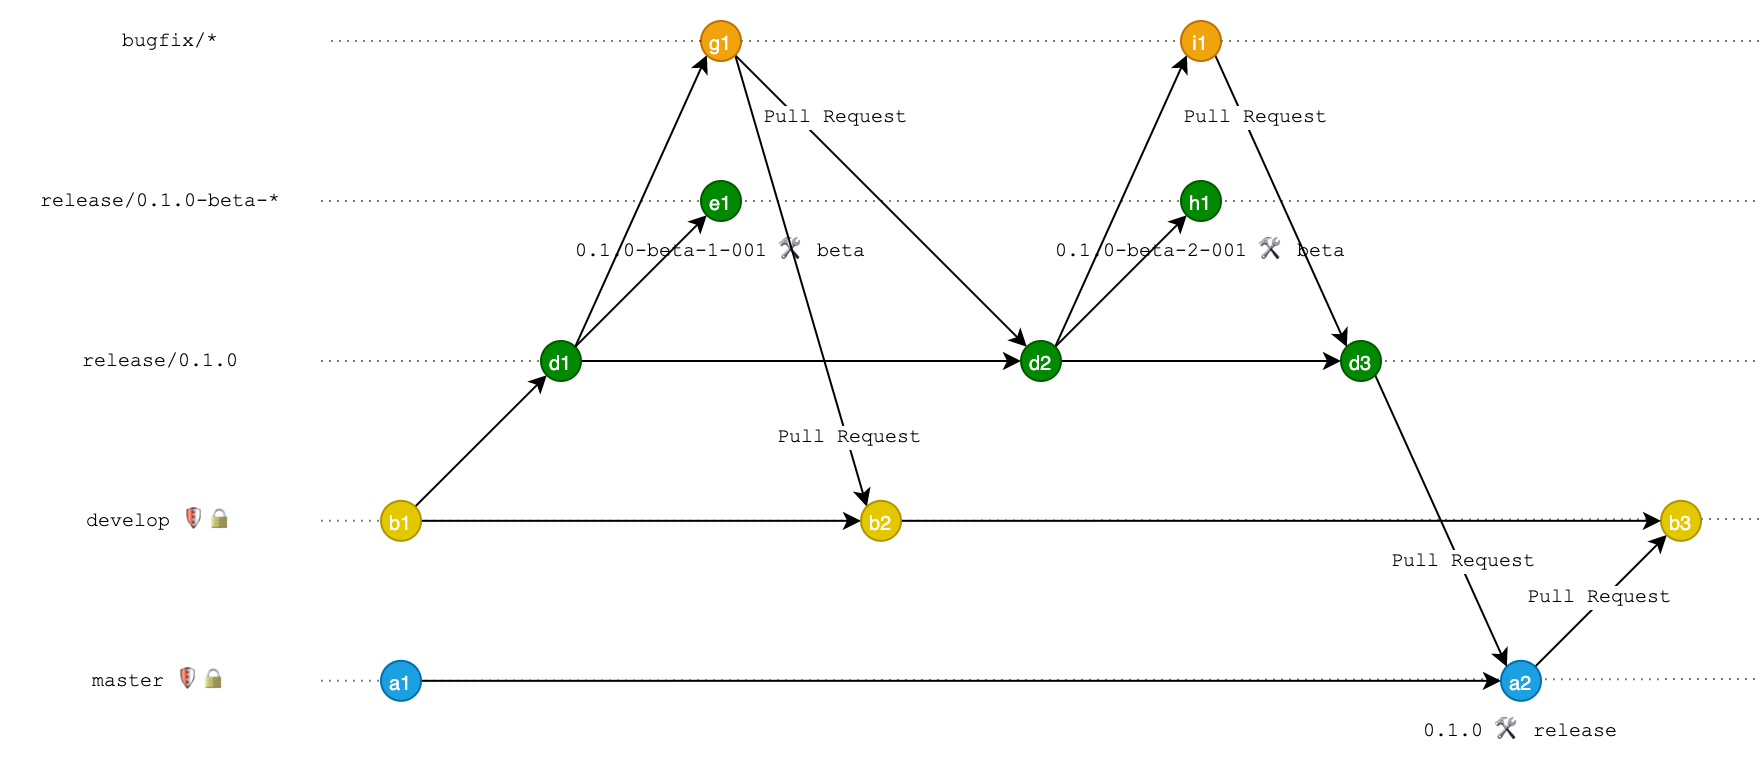 bugfix/*
g1
i1
Pull Request
Pull Request
release/0.1.0-beta-*
e1
h1
0.1.0-beta-1-001 🛠 beta
0.1.0-beta-2-001 🛠 beta
release/0.1.0
d1
d2
d3
Pull Request
develop
b1
b2
b3
Pull Request
Pull Request
master
a1
a2
0.1.0 🛠 release